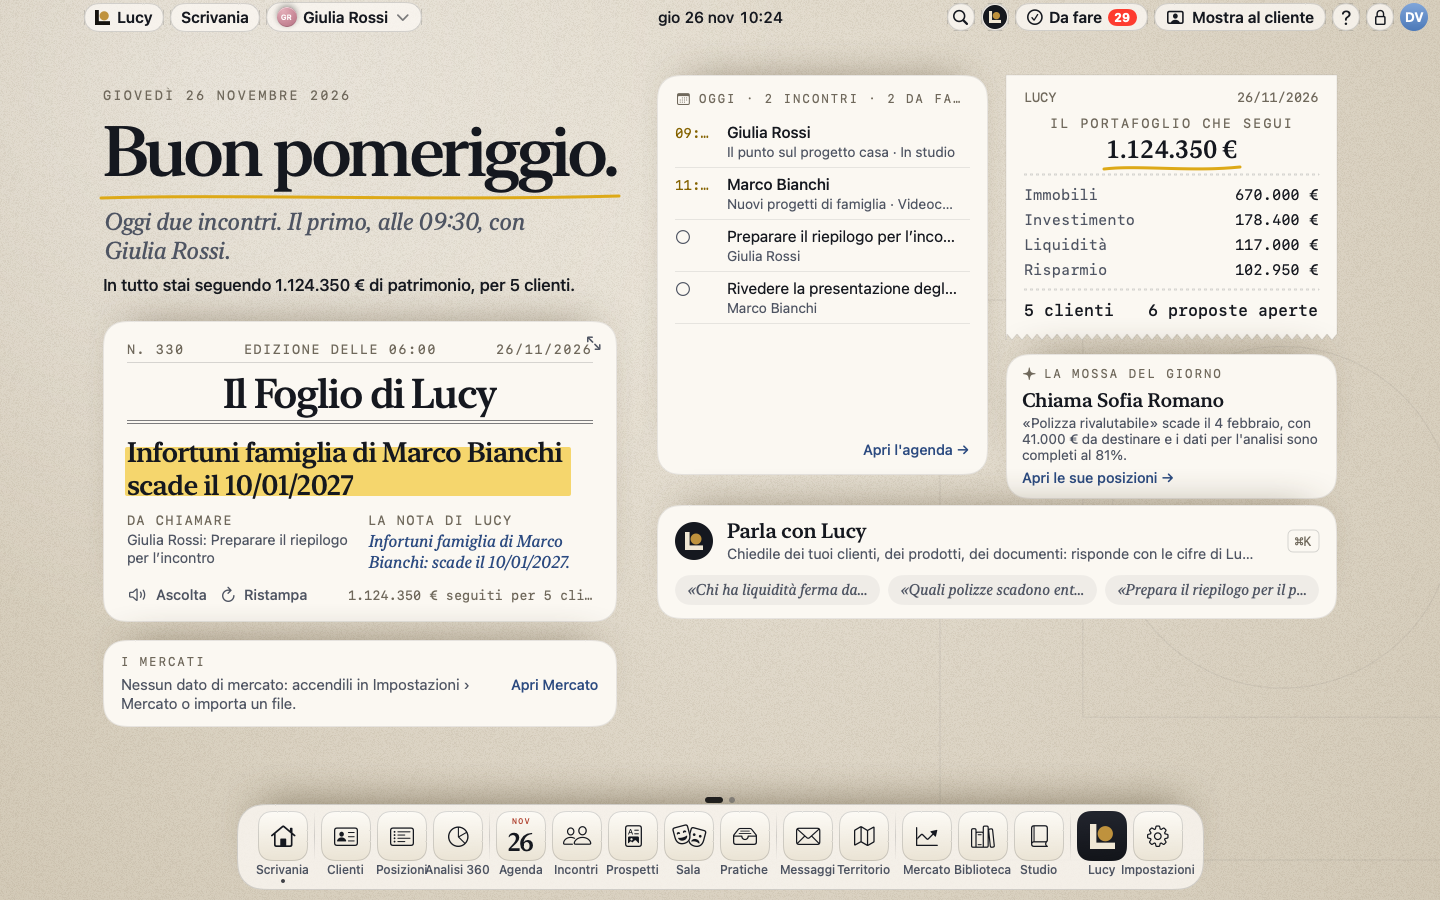 Lucy
Scrivania
GR Giulia Rossi
gio 26 nov 10:24
Da fare 29
Mostra al cliente
?
DV
GIOVEDÌ 26 NOVEMBRE 2026
Buon pomeriggio.
Oggi due incontri. Il primo, alle 09:30, con
Giulia Rossi.
In tutto stai seguendo 1.124.350 € di patrimonio, per 5 clienti.
N. 330 EDIZIONE DELLE 06:00 26/11/2026
Il Foglio di Lucy
Infortuni famiglia di Marco Bianchi
scade il 10/01/2027
DA CHIAMARE
Giulia Rossi: Preparare il riepilogo
per l’incontro
LA NOTA DI LUCY
Infortuni famiglia di Marco
Bianchi: scade il 10/01/2027.
Ascolta Ristampa 1.124.350 € seguiti per 5 cli…
I MERCATI
Nessun dato di mercato: accendili in Impostazioni ›
Mercato o importa un file.
Apri Mercato
OGGI · 2 INCONTRI · 2 DA FA…
09:… Giulia Rossi
Il punto sul progetto casa · In studio
11:… Marco Bianchi
Nuovi progetti di famiglia · Videoc…
Preparare il riepilogo per l’inco…
Giulia Rossi
Rivedere la presentazione degl…
Marco Bianchi
Apri l'agenda →
LUCY 26/11/2026
IL PORTAFOGLIO CHE SEGUI
1.124.350 €
Immobili 670.000 €
Investimento 178.400 €
Liquidità 117.000 €
Risparmio 102.950 €
5 clienti 6 proposte aperte
LA MOSSA DEL GIORNO
Chiama Sofia Romano
«Polizza rivalutabile» scade il 4 febbraio, con
41.000 € da destinare e i dati per l'analisi sono
completi al 81%.
Apri le sue posizioni →
Parla con Lucy
Chiedile dei tuoi clienti, dei prodotti, dei documenti: risponde con le cifre di Lu…
⌘K
«Chi ha liquidità ferma da…
«Quali polizze scadono ent…
«Prepara il riepilogo per il p…
NOV
26
Scrivania Clienti Posizioni Analisi 360 Agenda Incontri Prospetti Sala Pratiche Messaggi Territorio Mercato Biblioteca Studio Lucy Impostazioni